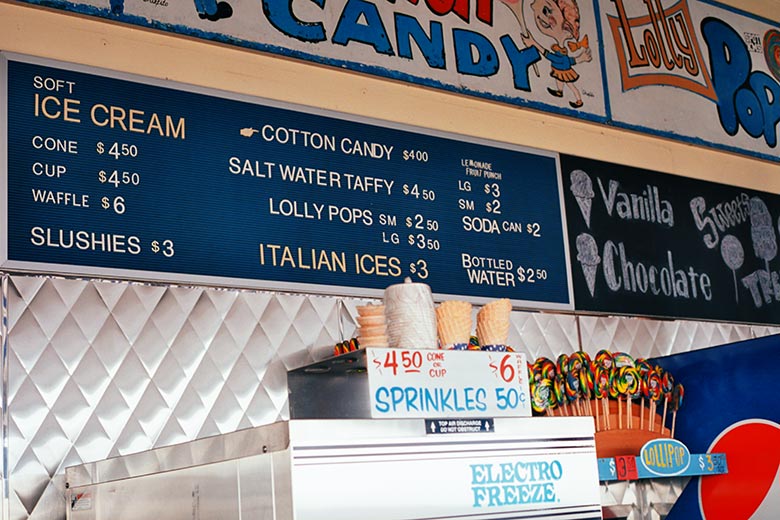 CANDY
Lolly
Pop
SOFT
ICE CREAM
CONE $4.50
CUP $4.50
WAFFLE $6
SLUSHIES $3
COTTON CANDY $4.00
SALT WATER TAFFY $4.50
LOLLY POPS SM $2.50
LG $3.50
ITALIAN ICES $3
LEMONADE
FRUIT PUNCH
LG $3
SM $2
SODA CAN $2
BOTTLED
WATER $2.50
Vanilla
Chocolate
Sweets
$4.50 CONE OR CUP
$6 WAFFLE
SPRINKLES 50¢
TOP AIR DISCHARGE
DO NOT OBSTRUCT
ELECTRO
FREEZE
LOLLIPOP